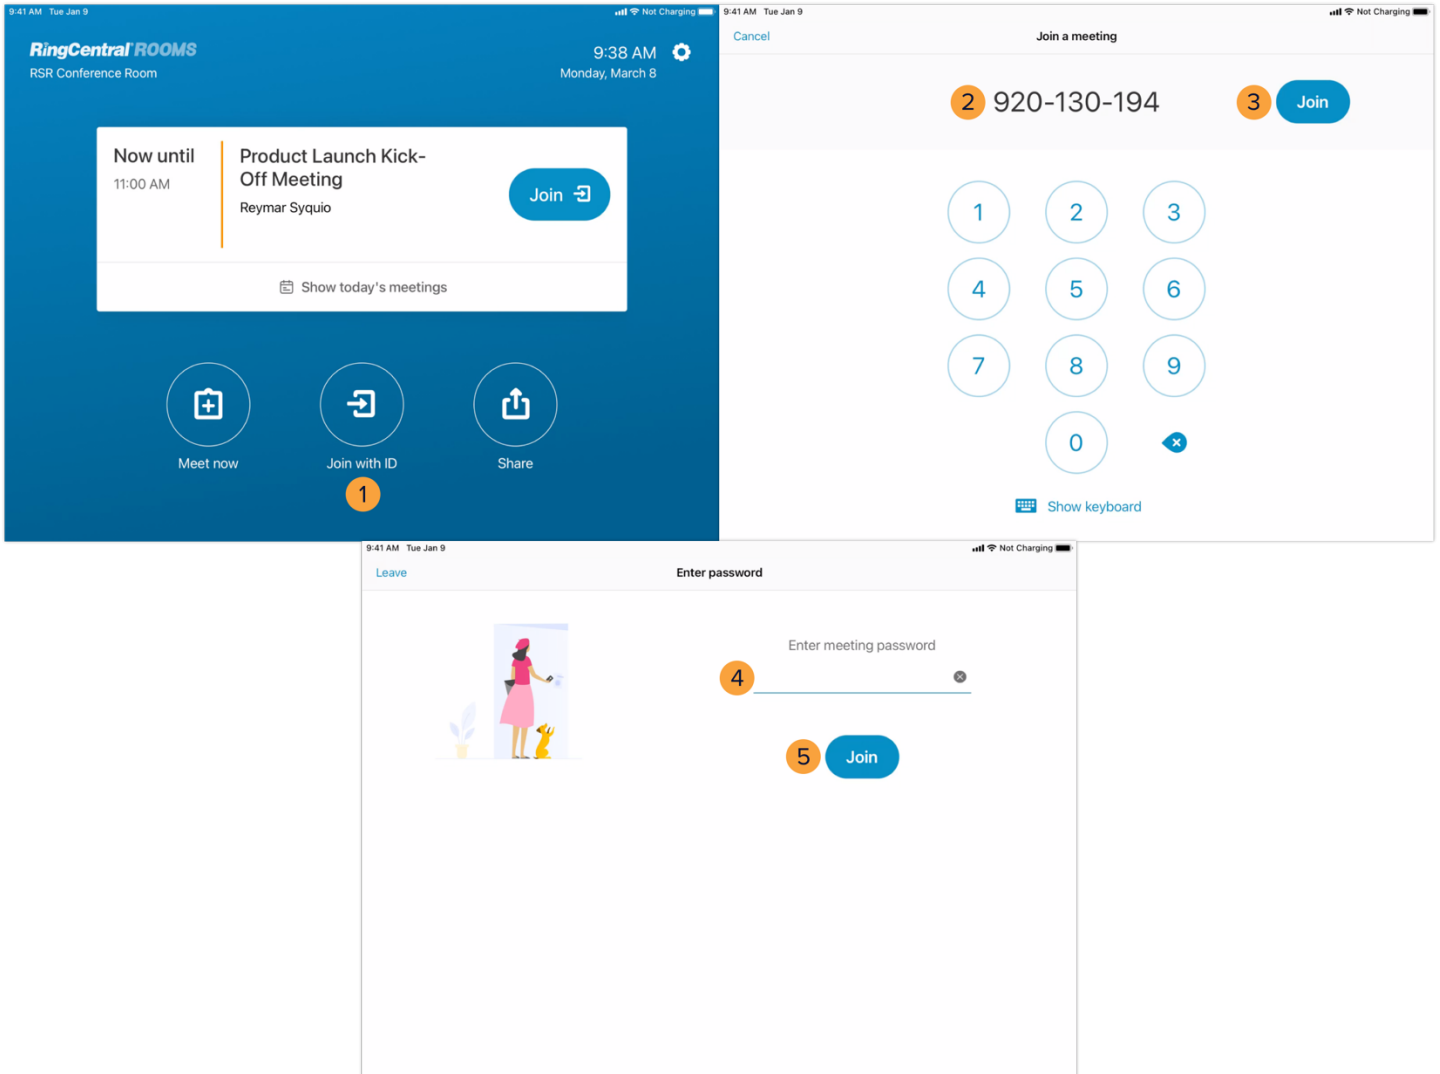 9:41 AM Tue Jan 9
Not Charging
RingCentral ROOMS
RSR Conference Room
9:38 AM
Monday, March 8
Now until
11:00 AM
Product Launch Kick-
Off Meeting
Reymar Syquio
Join
Show today's meetings
Meet now
Join with ID
Share
1
9:41 AM Tue Jan 9
Not Charging
Cancel
Join a meeting
2 920-130-194
3 Join
1 2 3
4 5 6
7 8 9
0
Show keyboard
9:41 AM Tue Jan 9
Not Charging
Leave
Enter password
Enter meeting password
4
5 Join